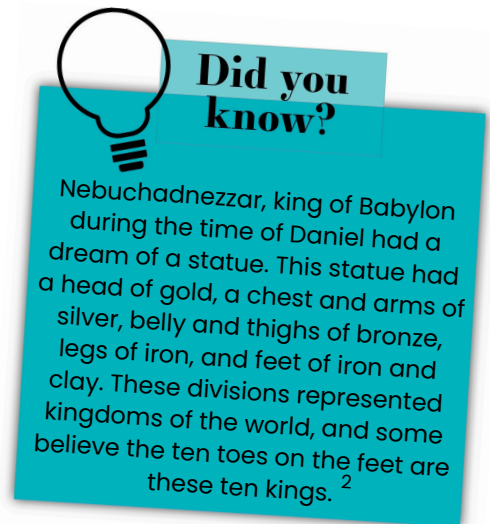 Did you
know?
Nebuchadnezzar, king of Babylon
during the time of Daniel had a
dream of a statue. This statue had
a head of gold, a chest and arms of
silver, belly and thighs of bronze,
legs of iron, and feet of iron and
clay. These divisions represented
kingdoms of the world, and some
believe the ten toes on the feet are
these ten kings. 2